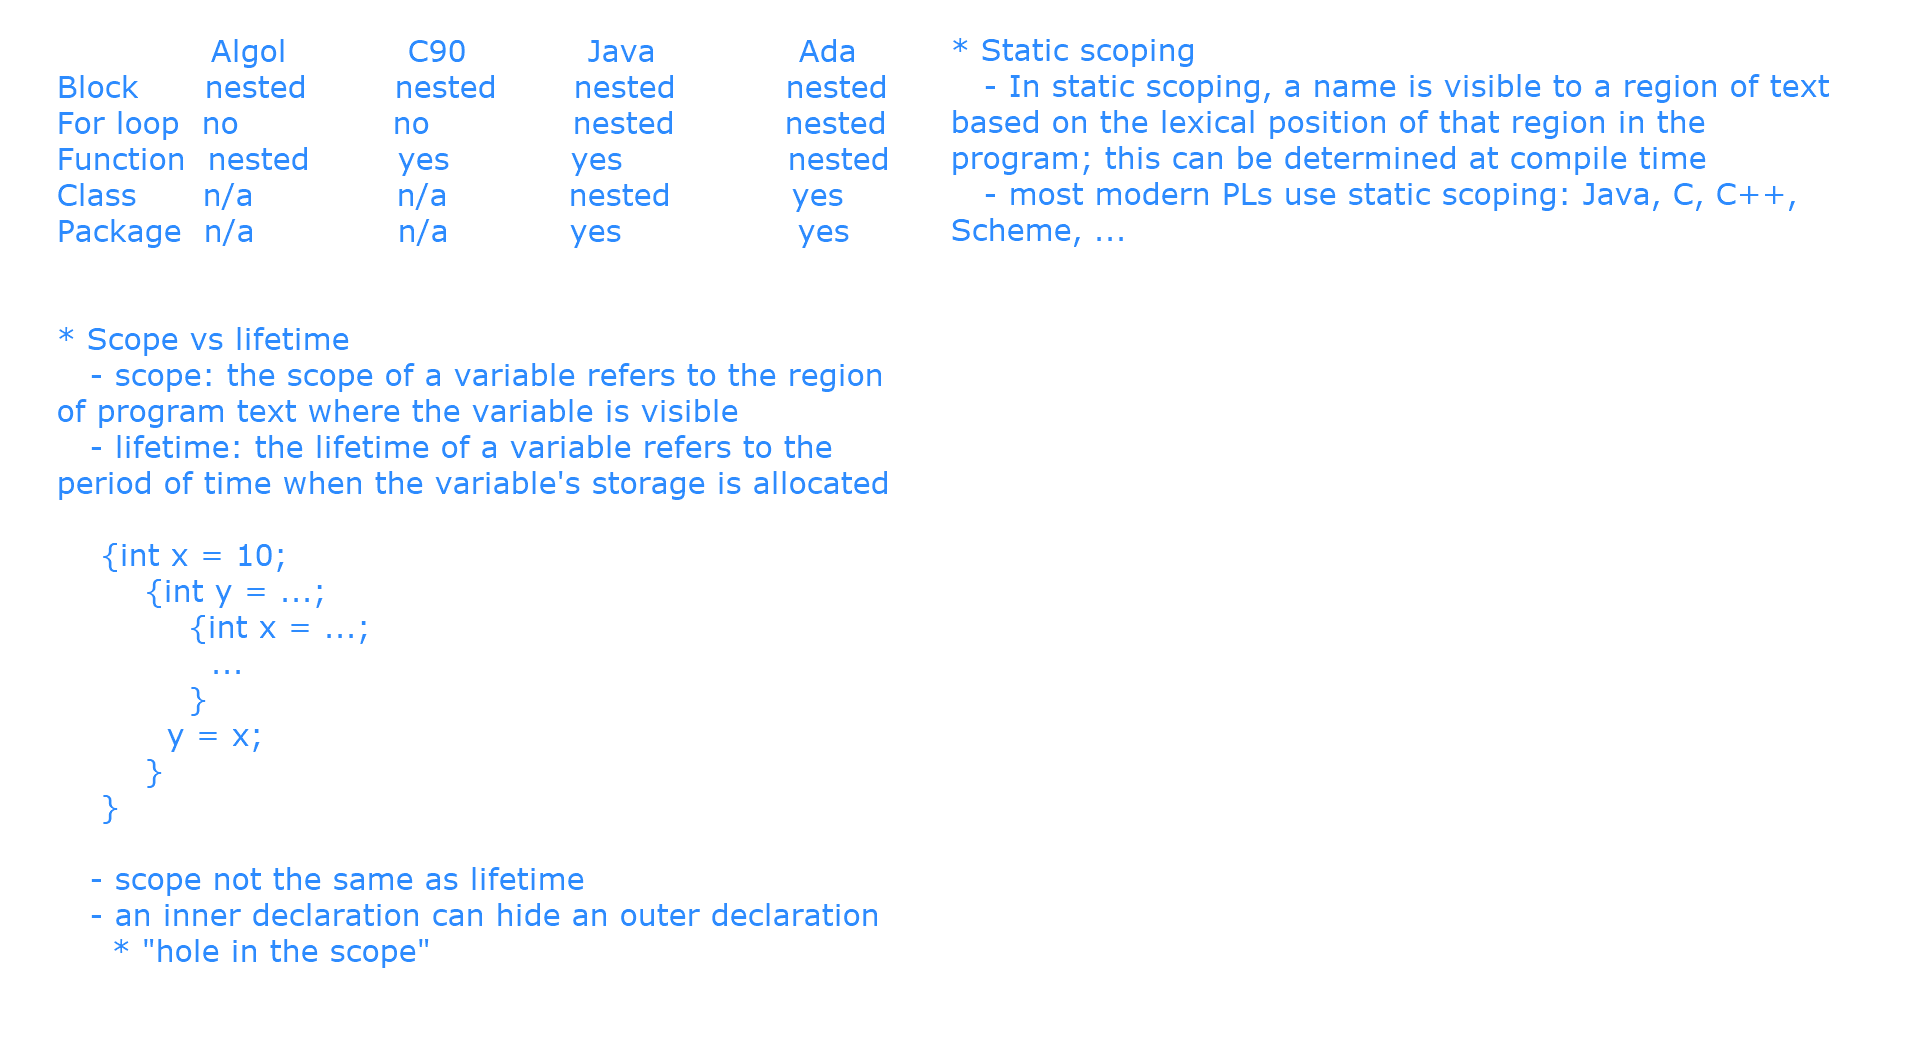 Algol C90 Java Ada
Block nested nested nested nested
For loop no no nested nested
Function nested yes yes nested
Class n/a n/a nested yes
Package n/a n/a yes yes
* Scope vs lifetime
- scope: the scope of a variable refers to the region
of program text where the variable is visible
- lifetime: the lifetime of a variable refers to the
period of time when the variable's storage is allocated
{int x = 10;
{int y = ...;
{int x = ...;
...
}
y = x;
}
}
- scope not the same as lifetime
- an inner declaration can hide an outer declaration
* "hole in the scope"
* Static scoping
- In static scoping, a name is visible to a region of text
based on the lexical position of that region in the
program; this can be determined at compile time
- most modern PLs use static scoping: Java, C, C++,
Scheme, ...